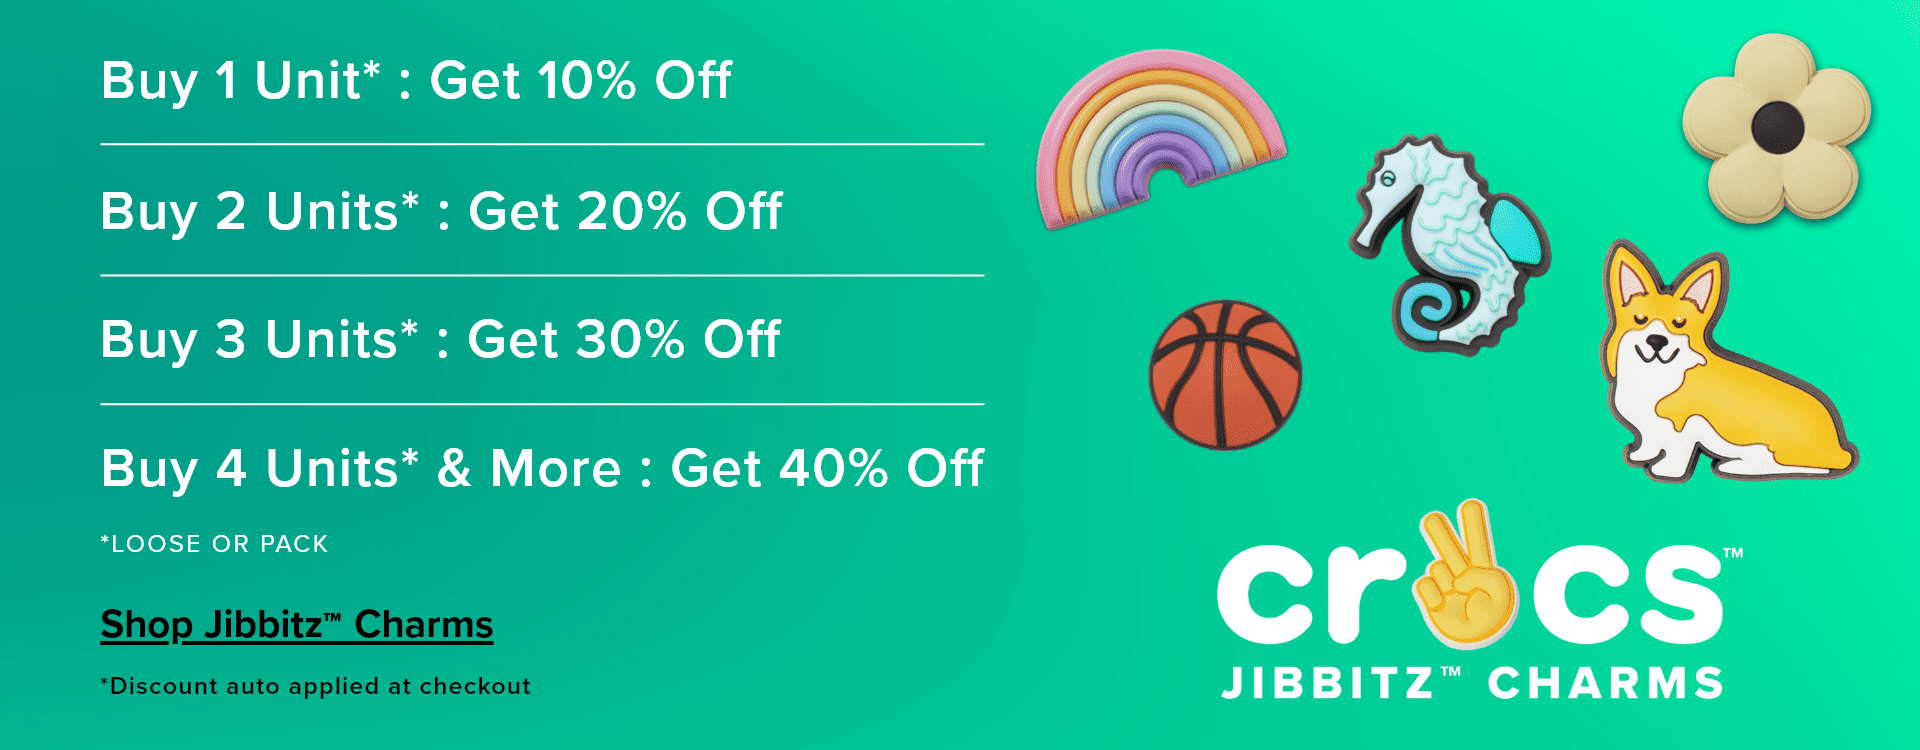 Buy 1 Unit* : Get 10% Off
Buy 2 Units* : Get 20% Off
Buy 3 Units* : Get 30% Off
Buy 4 Units* & More : Get 40% Off
*LOOSE OR PACK
Shop Jibbitz™ Charms
*Discount auto applied at checkout
crocs™
JIBBITZ™ CHARMS